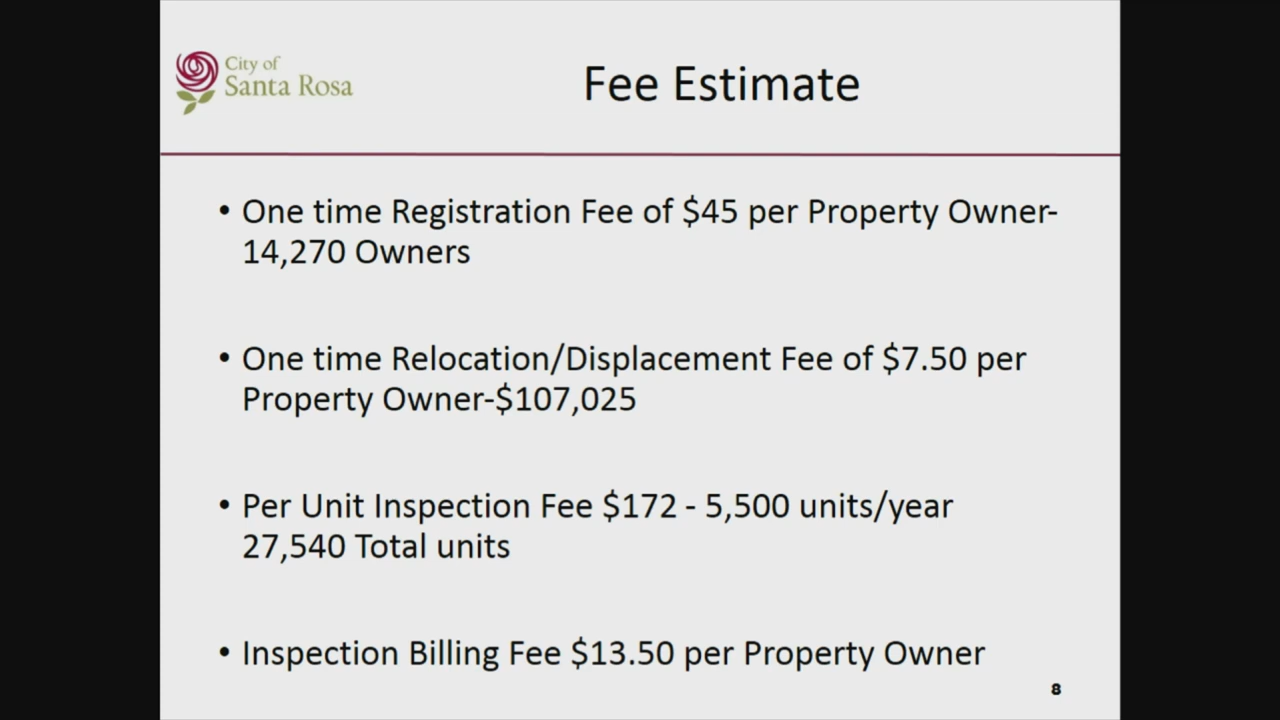 City of
Santa Rosa
Fee Estimate
• One time Registration Fee of $45 per Property Owner-
14,270 Owners
• One time Relocation/Displacement Fee of $7.50 per
Property Owner-$107,025
• Per Unit Inspection Fee $172 - 5,500 units/year
27,540 Total units
• Inspection Billing Fee $13.50 per Property Owner
8